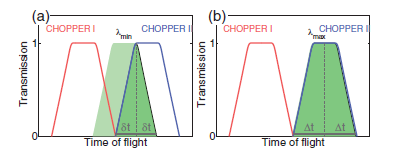 (a)
CHOPPER I
λmin
CHOPPER II
1
Transmission
δt
δt
0
Time of flight
(b)
CHOPPER I
λmax
CHOPPER II
1
Transmission
Δt
Δt
0
Time of flight